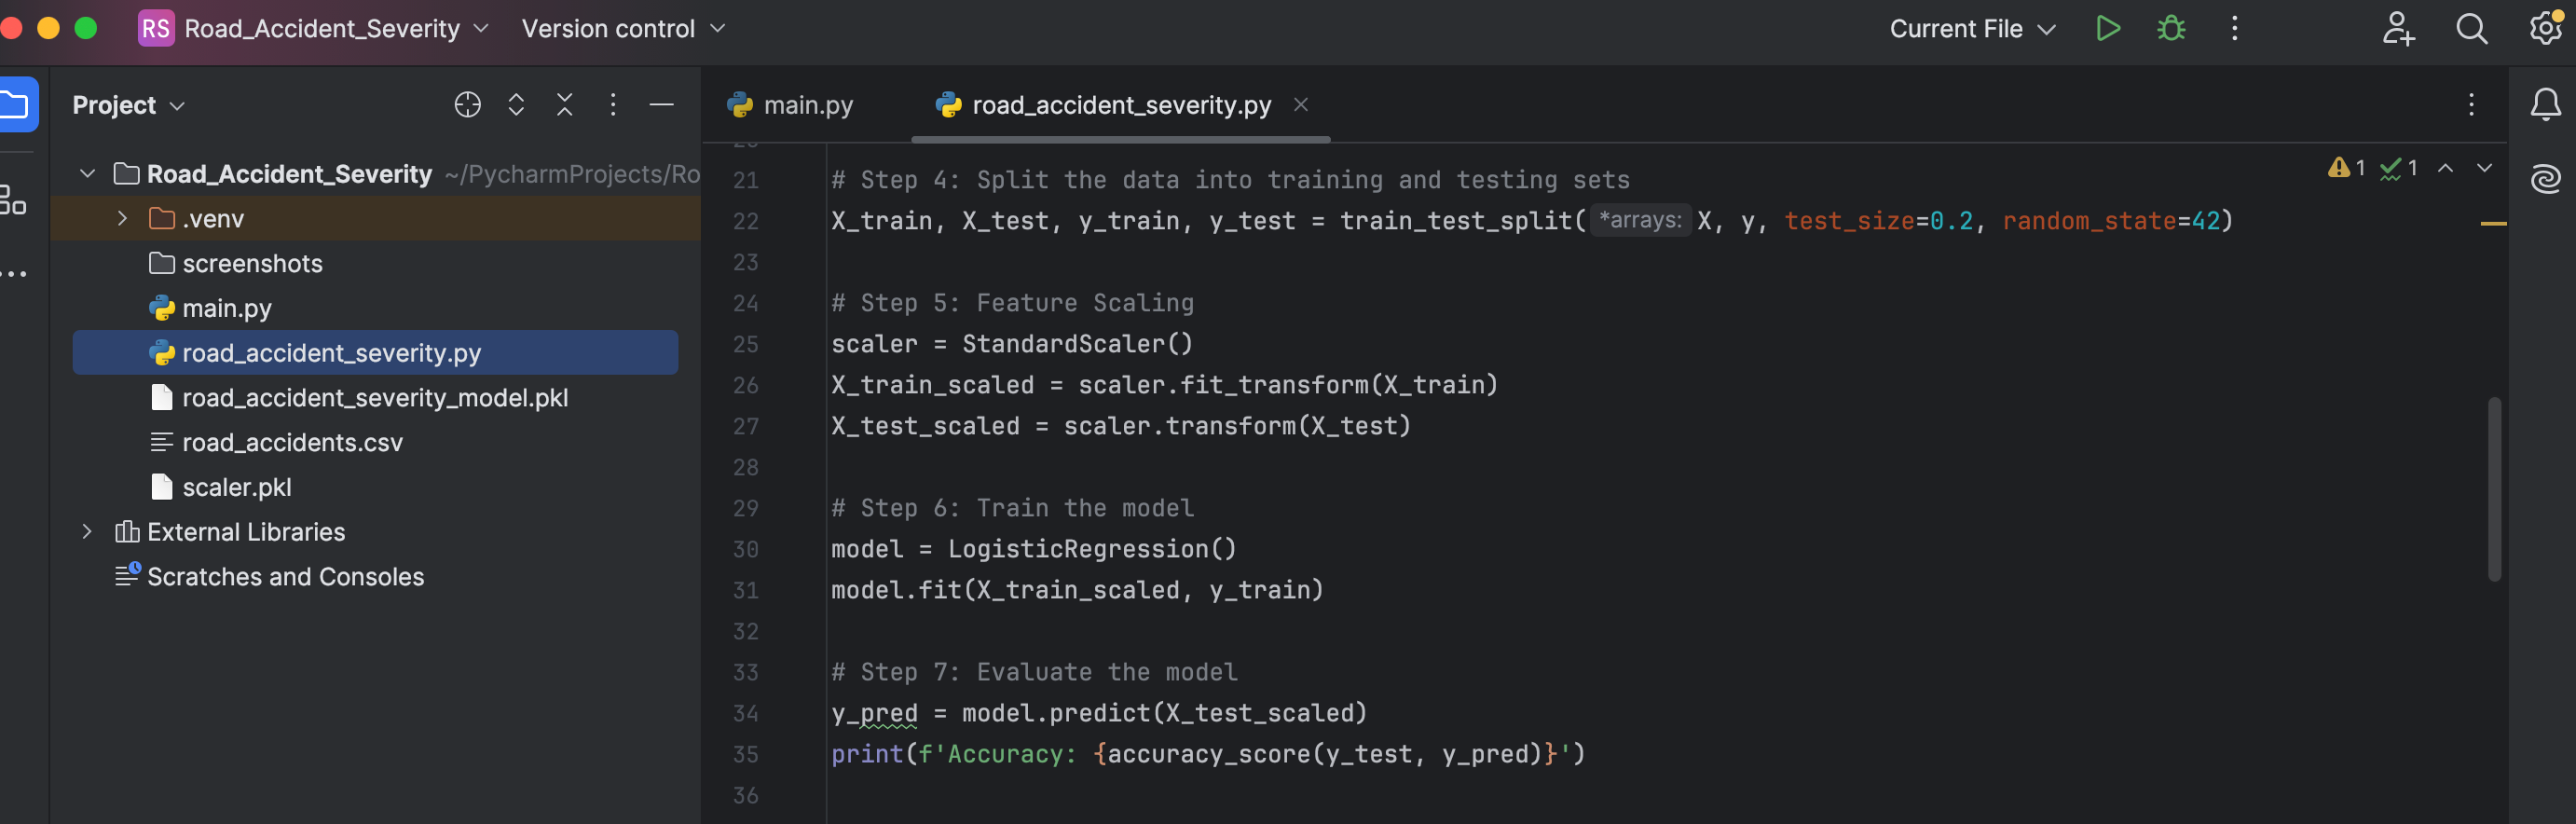 RS Road_Accident_Severity Version control Current File
Project
Road_Accident_Severity ~/PycharmProjects/Ro
.venv
screenshots
main.py
road_accident_severity.py
road_accident_severity_model.pkl
road_accidents.csv
scaler.pkl
External Libraries
Scratches and Consoles
main.py road_accident_severity.py
1 1
21 # Step 4: Split the data into training and testing sets
22 X_train, X_test, y_train, y_test = train_test_split( *arrays: X, y, test_size=0.2, random_state=42)
23
24 # Step 5: Feature Scaling
25 scaler = StandardScaler()
26 X_train_scaled = scaler.fit_transform(X_train)
27 X_test_scaled = scaler.transform(X_test)
28
29 # Step 6: Train the model
30 model = LogisticRegression()
31 model.fit(X_train_scaled, y_train)
32
33 # Step 7: Evaluate the model
34 y_pred = model.predict(X_test_scaled)
35 print(f'Accuracy: {accuracy_score(y_test, y_pred)}')
36